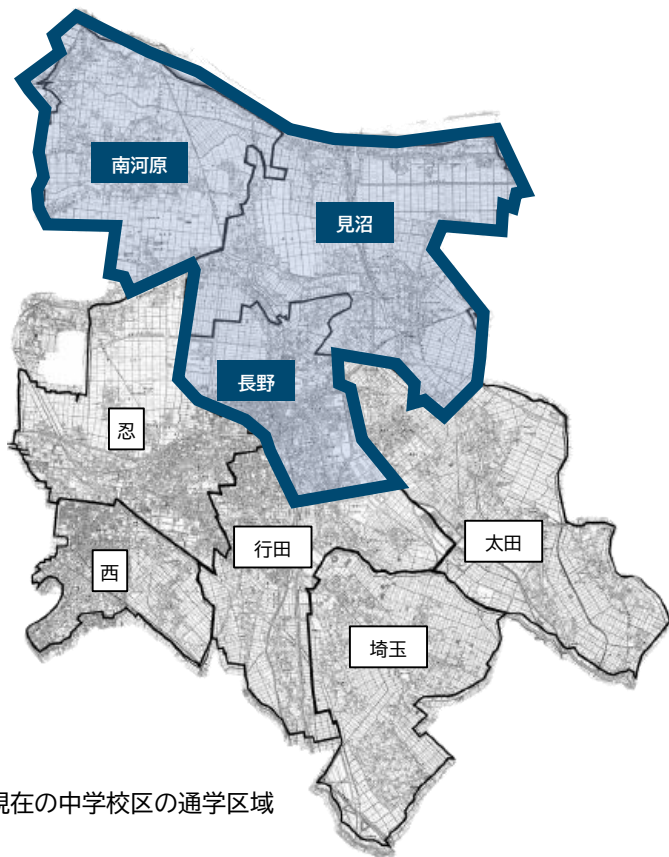 南河原
見沼
長野
忍
行田
太田
西
埼玉
現在の中学校区の通学区域